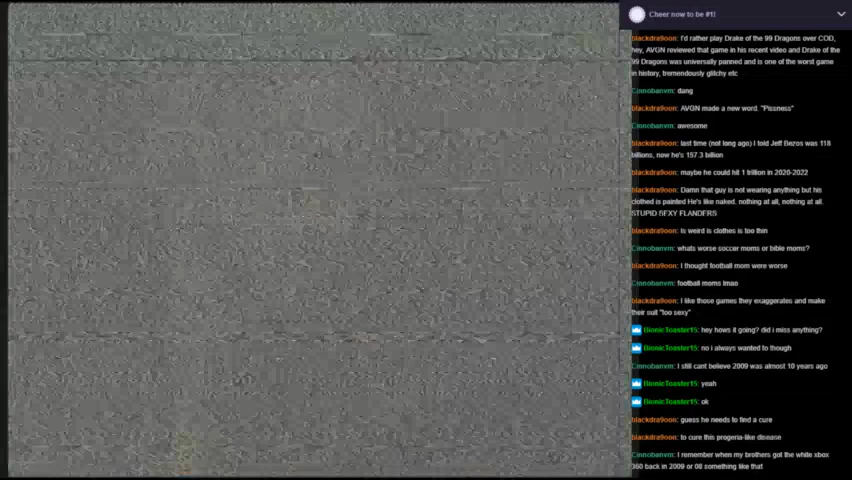 Cheer now to be #1!
blackdra9oon: I'd rather play Drake of the 99 Dragons over COD,
hey, AVGN reviewed that game in his recent video and Drake of the
99 Dragons was universally panned and is one of the worst game
in history, tremendously glitchy etc
Cinnobanvm: dang
blackdra9oon: AVGN made a new word. "Pissness"
Cinnobanvm: awesome
blackdra9oon: last time (not long ago) I told Jeff Bezos was 118
billions, now he's 157.3 billion
blackdra9oon: maybe he could hit 1 trillion in 2020-2022
blackdra9oon: Damn that guy is not wearing anything but his
clothed is painted He's like naked. nothing at all, nothing at all.
STUPID SEXY FLANDERS
blackdra9oon: Is weird is clothes is too thin
Cinnobanvm: whats worse soccer moms or bible moms?
blackdra9oon: I thought football mom were worse
Cinnobanvm: football moms lmao
blackdra9oon: I like those games they exaggerates and make
their suit "too sexy"
BionicToaster15: hey hows it going? did i miss anything?
BionicToaster15: no i always wanted to though
Cinnobanvm: I still cant believe 2009 was almost 10 years ago
BionicToaster15: yeah
BionicToaster15: ok
blackdra9oon: guess he needs to find a cure
blackdra9oon: to cure this progeria-like disease
Cinnobanvm: I remember when my brothers got the white xbox
360 back in 2009 or 08 something like that